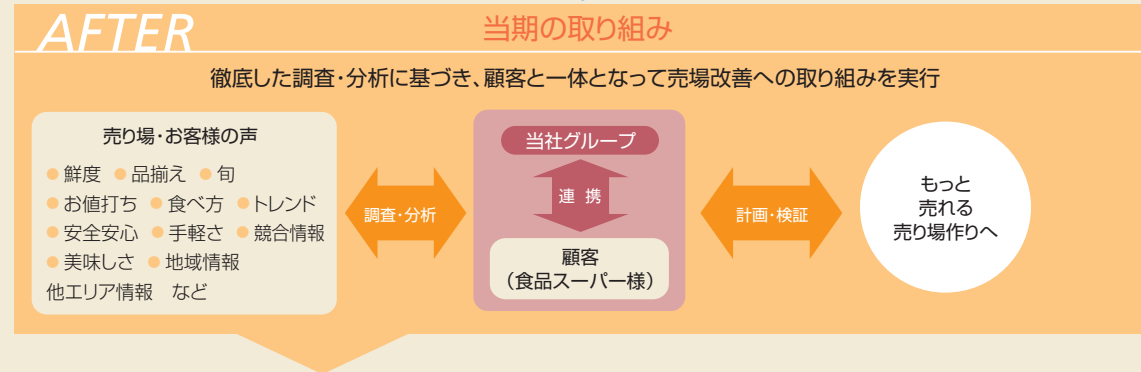 AFTER
当期の取り組み
徹底した調査・分析に基づき、顧客と一体となって売場改善への取り組みを実行
売り場・お客様の声
●鮮度 ●品揃え ●旬
●お値打ち ●食べ方 ●トレンド
●安全安心 ●手軽さ ●競合情報
●美味しさ ●地域情報
他エリア情報 など
調査・分析
当社グループ
連 携
顧客
（食品スーパー様）
計画・検証
もっと
売れる
売り場作りへ